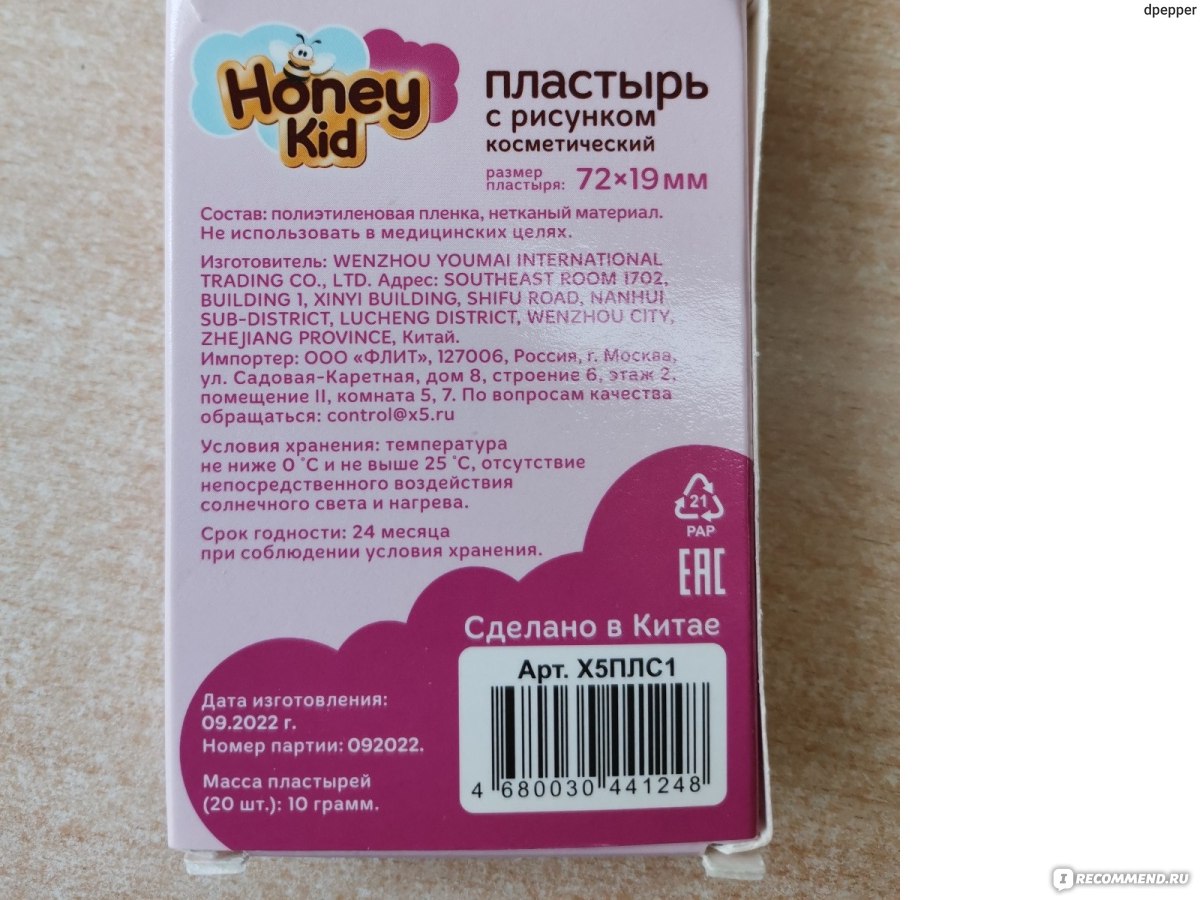 dpepper
Honey
Kid
пластырь
с рисунком
косметический
размер
пластыря: 72×19 мм
Состав: полиэтиленовая пленка, нетканый материал.
Не использовать в медицинских целях.
Изготовитель: WENZHOU YOUMAI INTERNATIONAL
TRADING CO., LTD. Адрес: SOUTHEAST ROOM 1702,
BUILDING 1, XINYI BUILDING, SHIFU ROAD, NANHUI
SUB-DISTRICT, LUCHENG DISTRICT, WENZHOU CITY,
ZHEJIANG PROVINCE, Китай.
Импортер: ООО «ФЛИТ», 127006, Россия, г. Москва,
ул. Садовая-Каретная, дом 8, строение 6, этаж 2,
помещение II, комната 5, 7. По вопросам качества
обращаться: control@x5.ru
Условия хранения: температура
не ниже 0 °C и не выше 25 °C, отсутствие
непосредственного воздействия
солнечного света и нагрева.
Срок годности: 24 месяца
при соблюдении условия хранения.
21
PAP
EAC
Сделано в Китае
Арт. Х5ПЛС1
4 680030 441248
Дата изготовления:
09.2022 г.
Номер партии: 092022.
Масса пластырей
(20 шт.): 10 грамм.
I RECOMMEND.RU